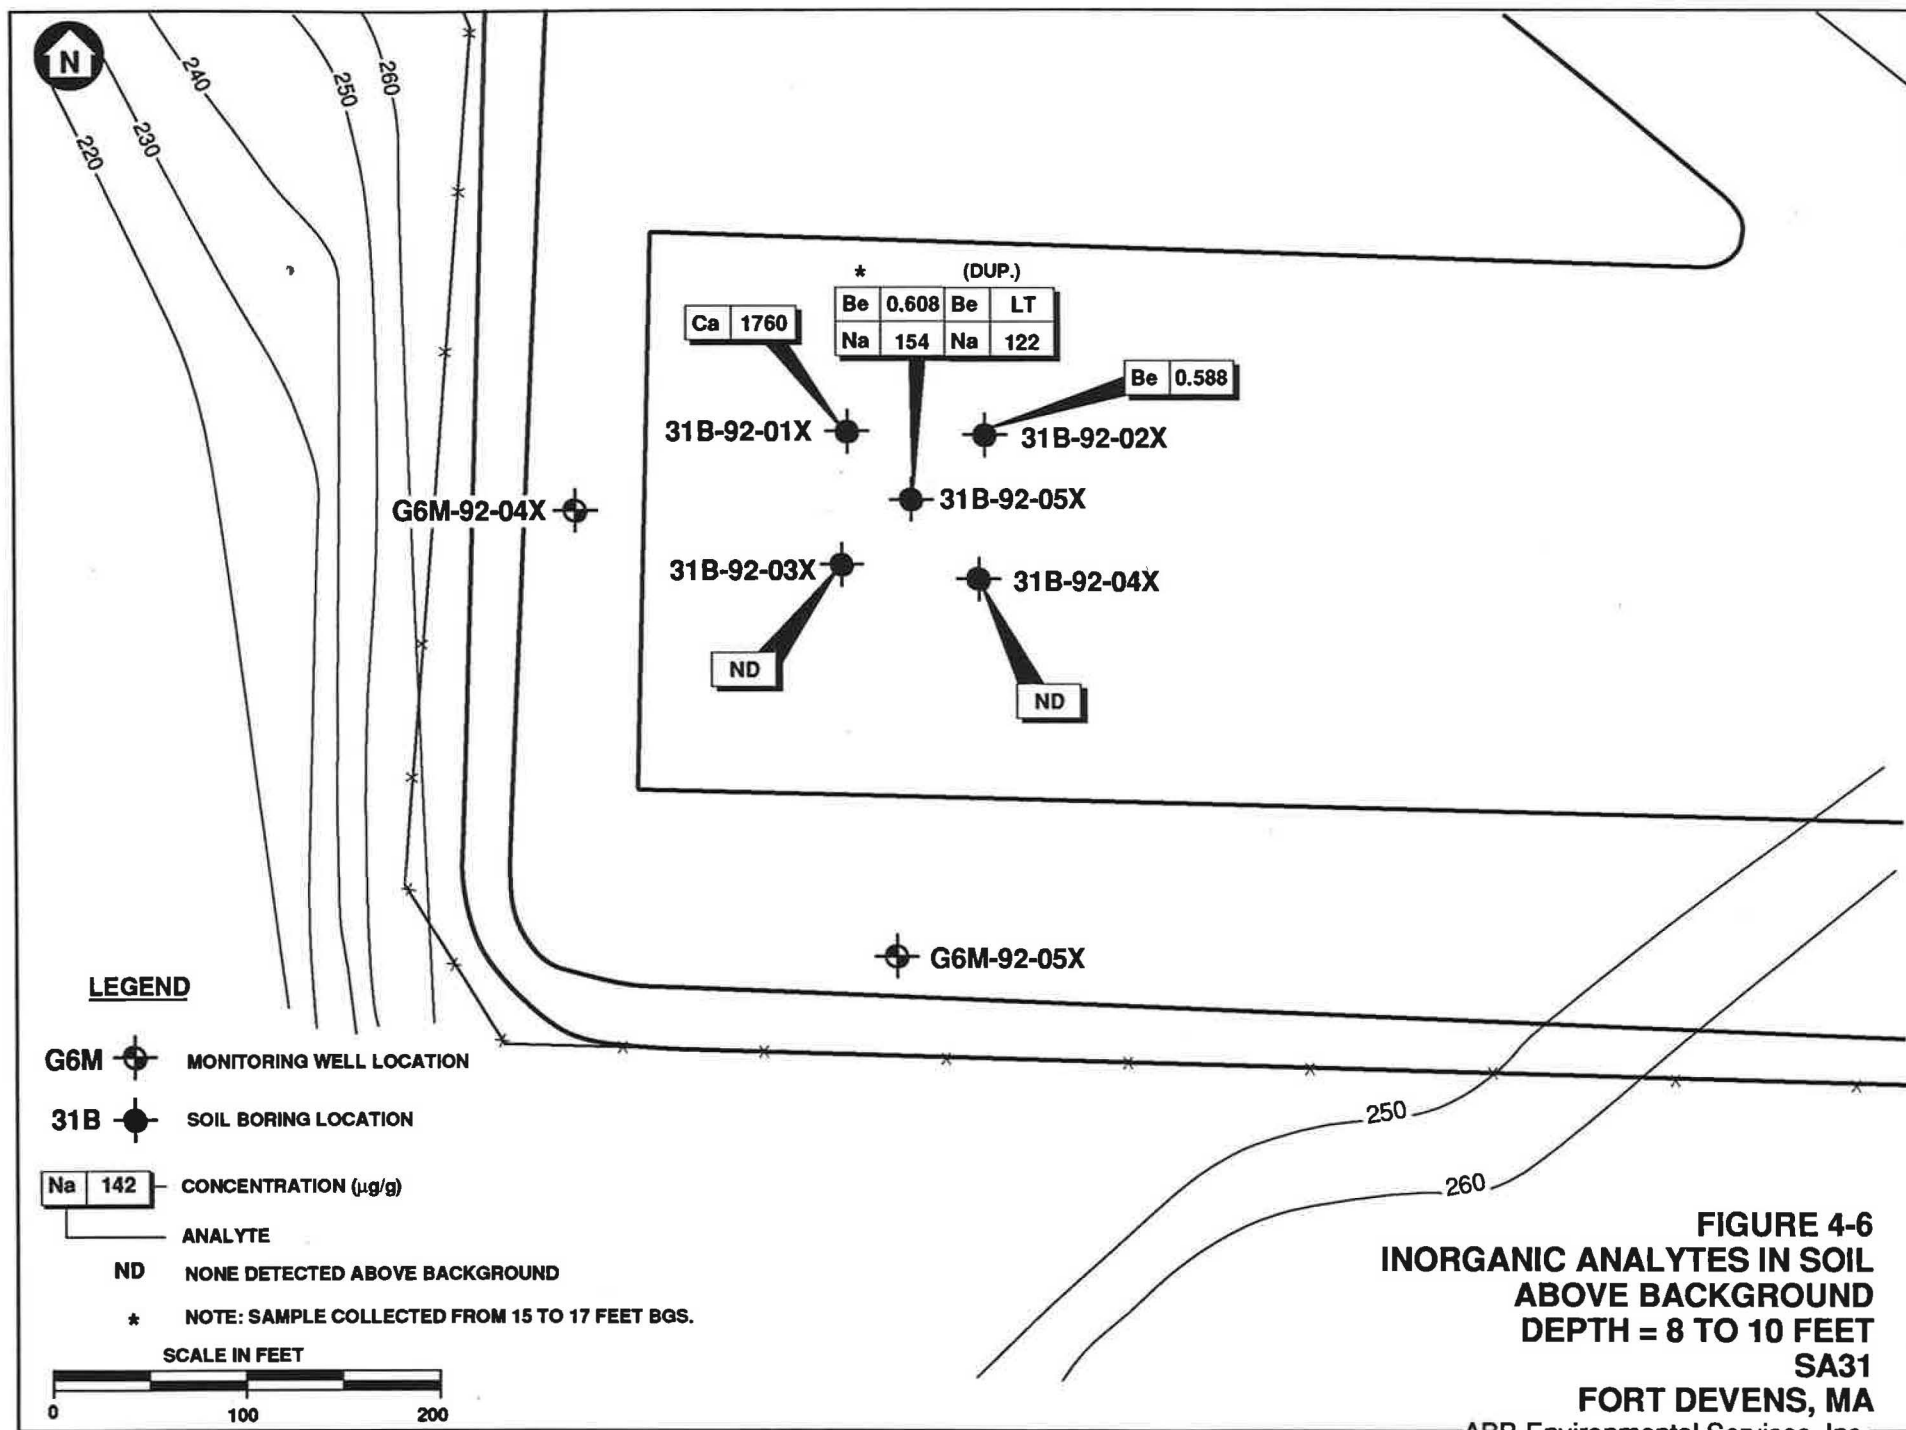 N
240
250
260
220
230
* (DUP.)
Be 0.608 Be LT
Na 154 Na 122
Ca 1760
Be 0.588
31B-92-01X
31B-92-02X
31B-92-05X
G6M-92-04X
31B-92-03X
31B-92-04X
ND
ND
G6M-92-05X
250
260
LEGEND
G6M MONITORING WELL LOCATION
31B SOIL BORING LOCATION
Na 142 CONCENTRATION (µg/g)
ANALYTE
ND NONE DETECTED ABOVE BACKGROUND
* NOTE: SAMPLE COLLECTED FROM 15 TO 17 FEET BGS.
SCALE IN FEET
0 100 200
FIGURE 4-6
INORGANIC ANALYTES IN SOIL
ABOVE BACKGROUND
DEPTH = 8 TO 10 FEET
SA31
FORT DEVENS, MA
ABB Environmental Services, Inc.